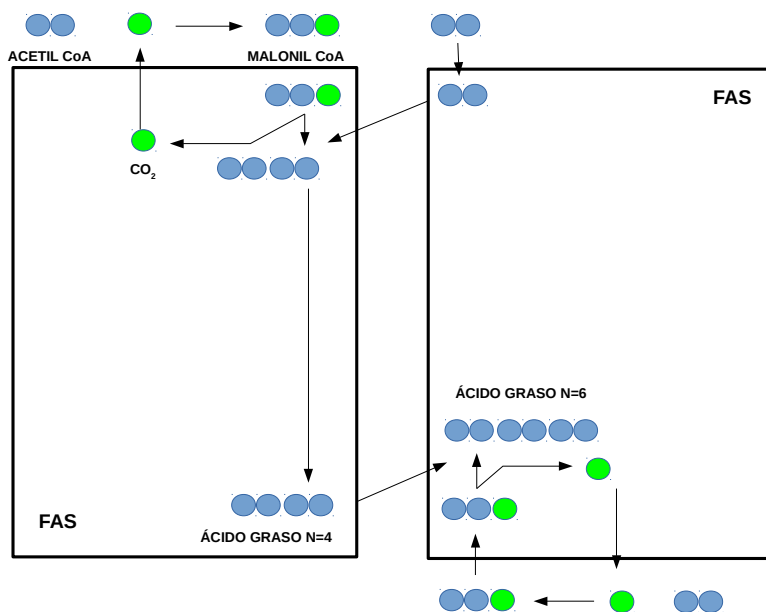 ACETIL CoA
MALONIL CoA
FAS
CO₂
ÁCIDO GRASO N=6
FAS
ÁCIDO GRASO N=4